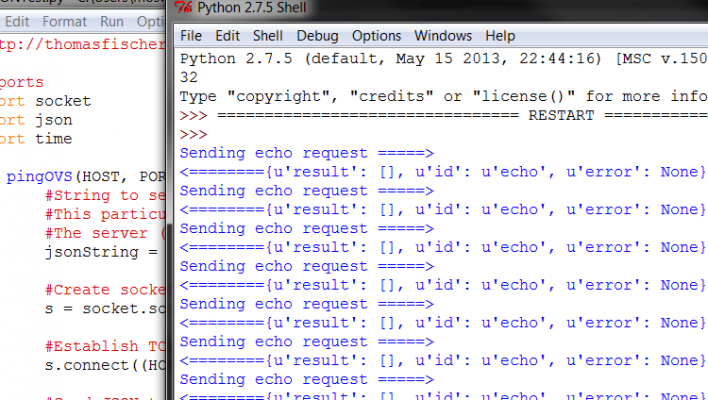 Edit Format Run Opti
tp://thomasfischer
ports
ort socket
ort json
ort time
pingOVS(HOST, POR
#String to se
#This particu
#The server (
jsonString =
#Create socke
s = socket.so
#Establish TC
s.connect((HO
Python 2.7.5 Shell
File Edit Shell Debug Options Windows Help
Python 2.7.5 (default, May 15 2013, 22:44:16) [MSC v.150
32
Type "copyright", "credits" or "license()" for more info
>>> ================================ RESTART ===========
>>>
Sending echo request =====>
<========{u'result': [], u'id': u'echo', u'error': None}
Sending echo request =====>
<========{u'result': [], u'id': u'echo', u'error': None}
Sending echo request =====>
<========{u'result': [], u'id': u'echo', u'error': None}
Sending echo request =====>
<========{u'result': [], u'id': u'echo', u'error': None}
Sending echo request =====>
<========{u'result': [], u'id': u'echo', u'error': None}
Sending echo request =====>
<========{u'result': [], u'id': u'echo', u'error': None}
Sending echo request =====>
<========{u'result': [], u'id': u'echo', u'error': None}